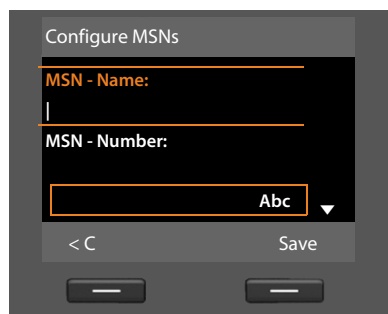 Configure MSNs
MSN - Name:
MSN - Number:
Abc
< C Save